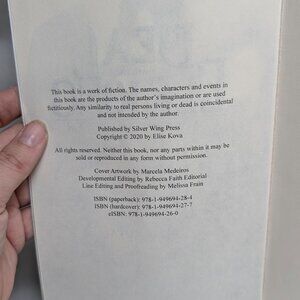 This book is a work of fiction. The names, characters and events in
this book are the products of the author's imagination or are used
fictitiously. Any similarity to real persons living or dead is coincidental
and not intended by the author.
Published by Silver Wing Press
Copyright © 2020 by Elise Kova
All rights reserved. Neither this book, nor any parts within it may be
sold or reproduced in any form without permission.
Cover Artwork by Marcela Medeiros
Developmental Editing by Rebecca Faith Editorial
Line Editing and Proofreading by Melissa Frain
ISBN (paperback): 978-1-949694-28-4
ISBN (hardcover): 978-1-949694-27-7
eISBN: 978-1-949694-26-0